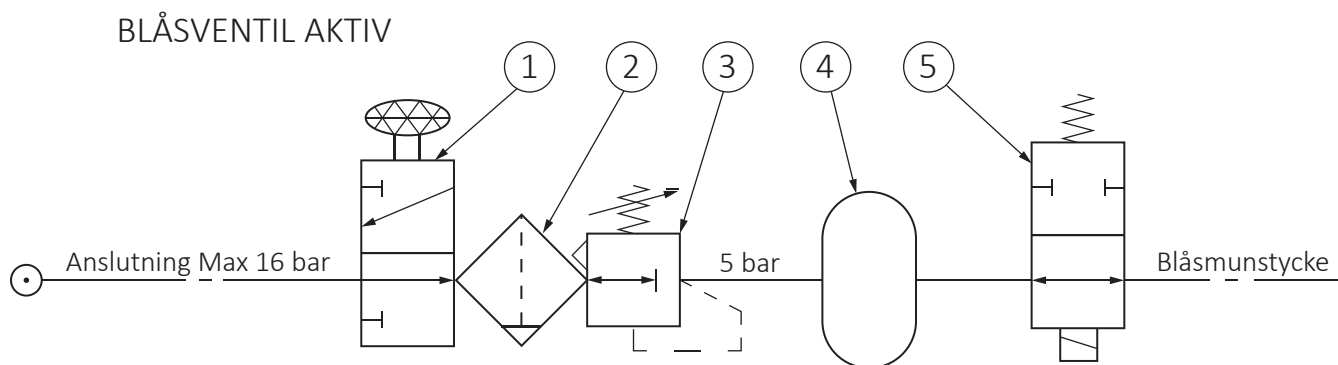 BLÅSVENTIL AKTIV
1 2 3 4 5
Anslutning Max 16 bar 5 bar Blåsmunstycke